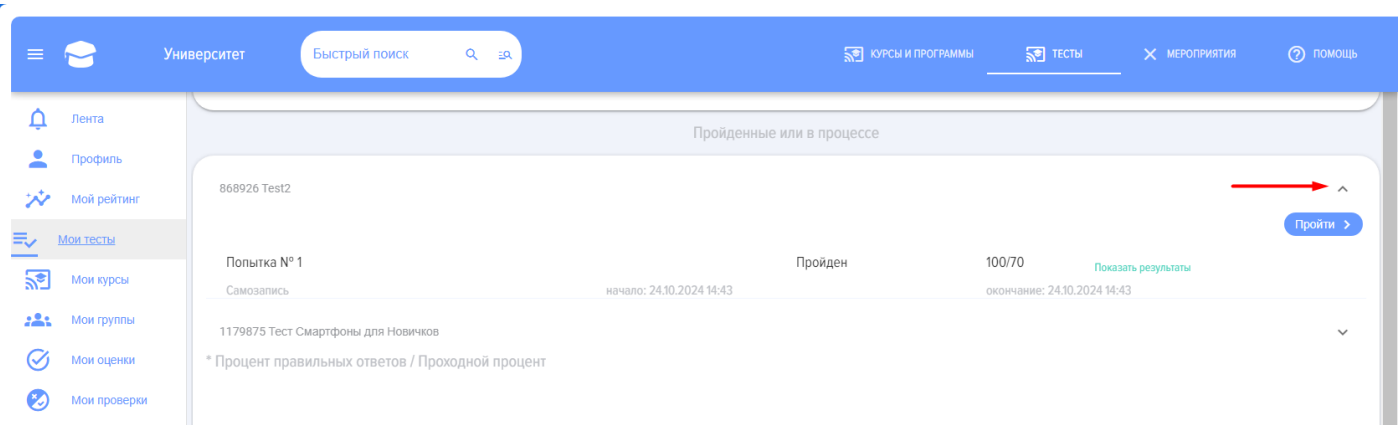 Университет
Быстрый поиск
КУРСЫ И ПРОГРАММЫ
ТЕСТЫ
МЕРОПРИЯТИЯ
ПОМОЩЬ
Лента
Профиль
Мой рейтинг
Мои тесты
Мои курсы
Мои группы
Мои оценки
Мои проверки
Пройденные или в процессе
868926 Test2
Пройти
Попытка № 1 Пройден 100/70 Показать результаты
Самозапись начало: 24.10.2024 14:43 окончание: 24.10.2024 14:43
1179875 Тест Смартфоны для Новичков
* Процент правильных ответов / Проходной процент